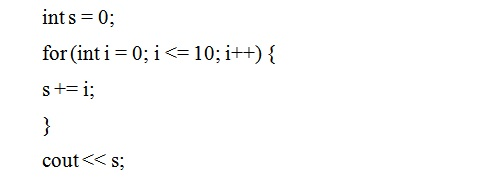 int s = 0;
for (int i = 0; i <= 10; i++) {
s += i;
}
cout << s;